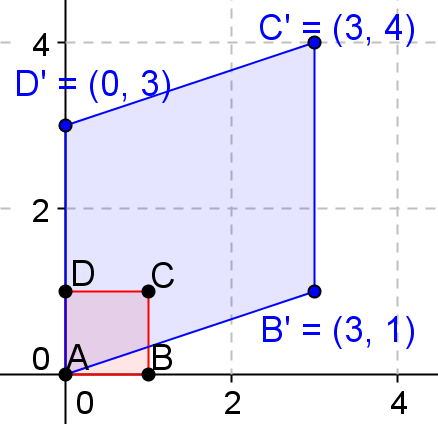 C' = (3, 4)
4
D' = (0, 3)
2
D
C
0
A
B
B' = (3, 1)
0
2
4